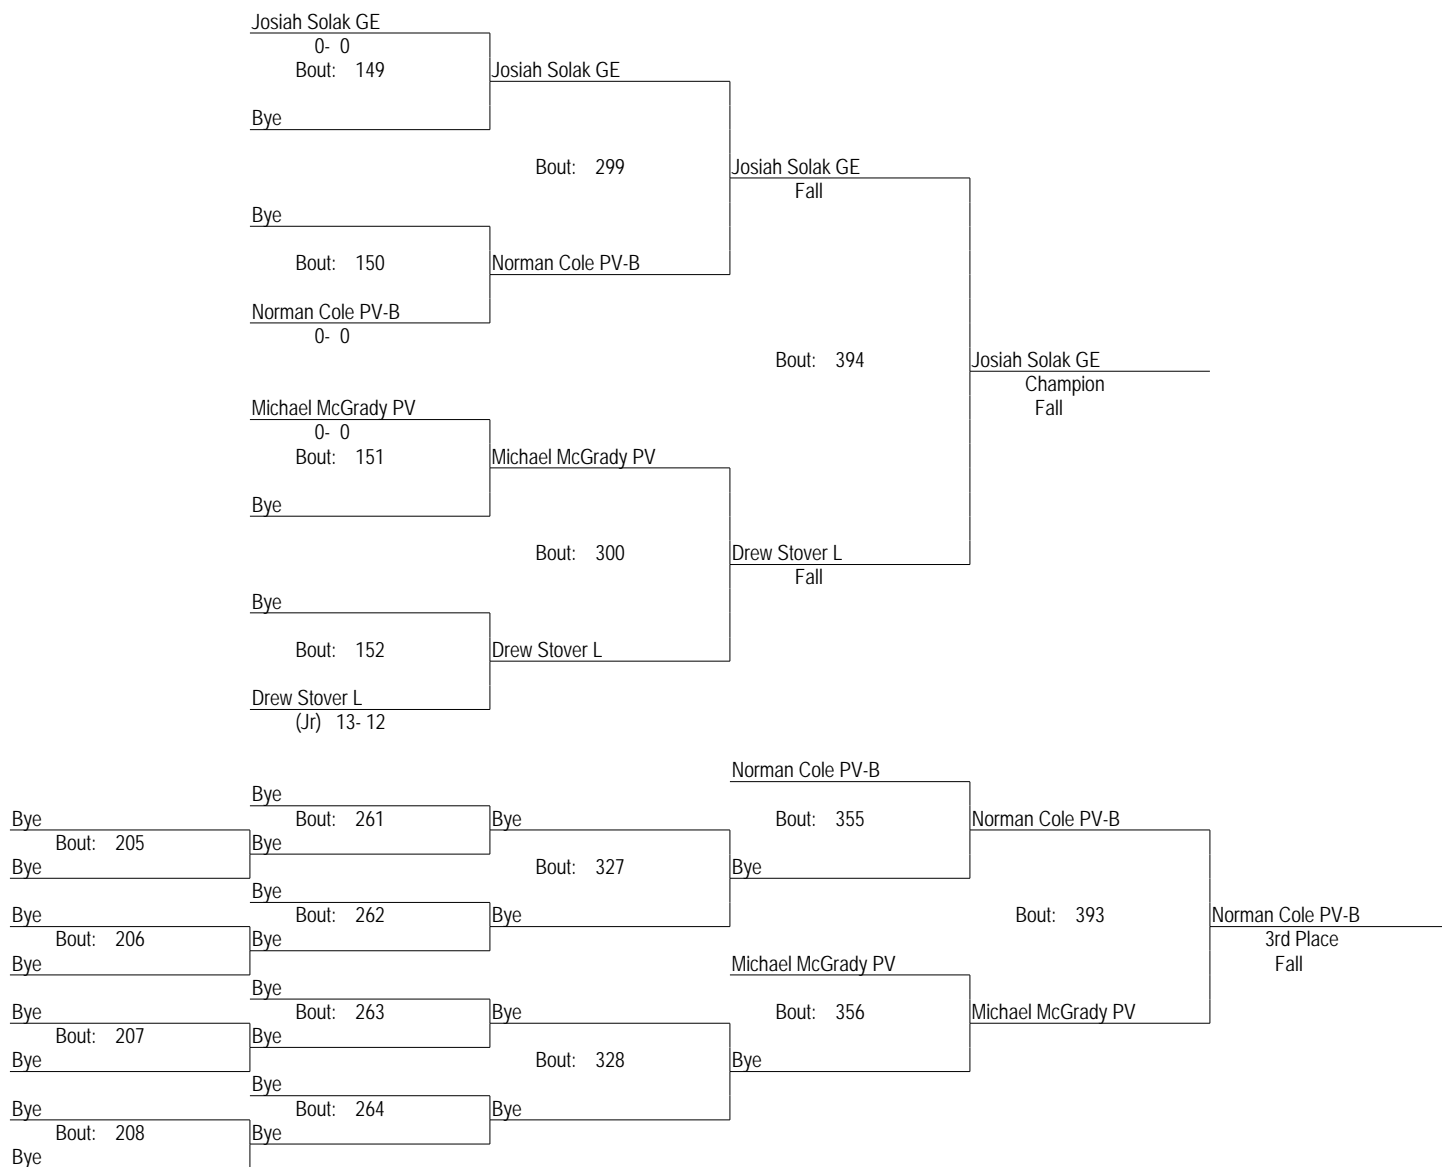 Josiah Solak GE
0- 0
Bout: 149 Josiah Solak GE
Bye
Bout: 299 Josiah Solak GE
Fall
Bye
Bout: 150 Norman Cole PV-B
Norman Cole PV-B
0- 0
Bout: 394 Josiah Solak GE
Champion
Michael McGrady PV Fall
0- 0
Bout: 151 Michael McGrady PV
Bye
Bout: 300 Drew Stover L
Fall
Bye
Bout: 152 Drew Stover L
Drew Stover L
(Jr) 13- 12
Norman Cole PV-B
Bye
Bye Bout: 261 Bye Bout: 355 Norman Cole PV-B
Bout: 205 Bye
Bye Bout: 327 Bye
Bye
Bye Bout: 262 Bye Bout: 393 Norman Cole PV-B
Bout: 206 Bye 3rd Place
Bye Michael McGrady PV Fall
Bye
Bye Bout: 263 Bye Bout: 356 Michael McGrady PV
Bout: 207 Bye
Bye Bout: 328 Bye
Bye
Bye Bout: 264 Bye
Bout: 208 Bye
Bye